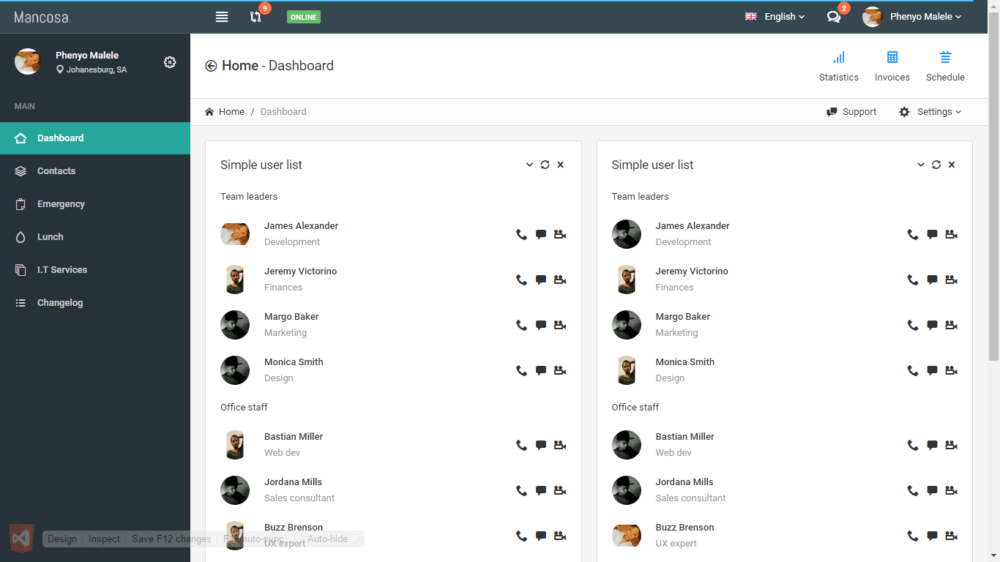 Mancosa.
9
ONLINE
English
2
Phenyo Malele
Phenyo Malele
Johanesburg, SA
MAIN
Dashboard
Contacts
Emergency
Lunch
I.T Services
Changelog
Home - Dashboard
Statistics
Invoices
Schedule
Home / Dashboard
Support
Settings
Simple user list
Team leaders
James Alexander
Development
Jeremy Victorino
Finances
Margo Baker
Marketing
Monica Smith
Design
Office staff
Bastian Miller
Web dev
Jordana Mills
Sales consultant
Buzz Brenson
UX expert
Simple user list
Team leaders
James Alexander
Development
Jeremy Victorino
Finances
Margo Baker
Marketing
Monica Smith
Design
Office staff
Bastian Miller
Web dev
Jordana Mills
Sales consultant
Buzz Brenson
UX expert
Design Inspect Save F12 changes F12 auto-sync Auto-hide